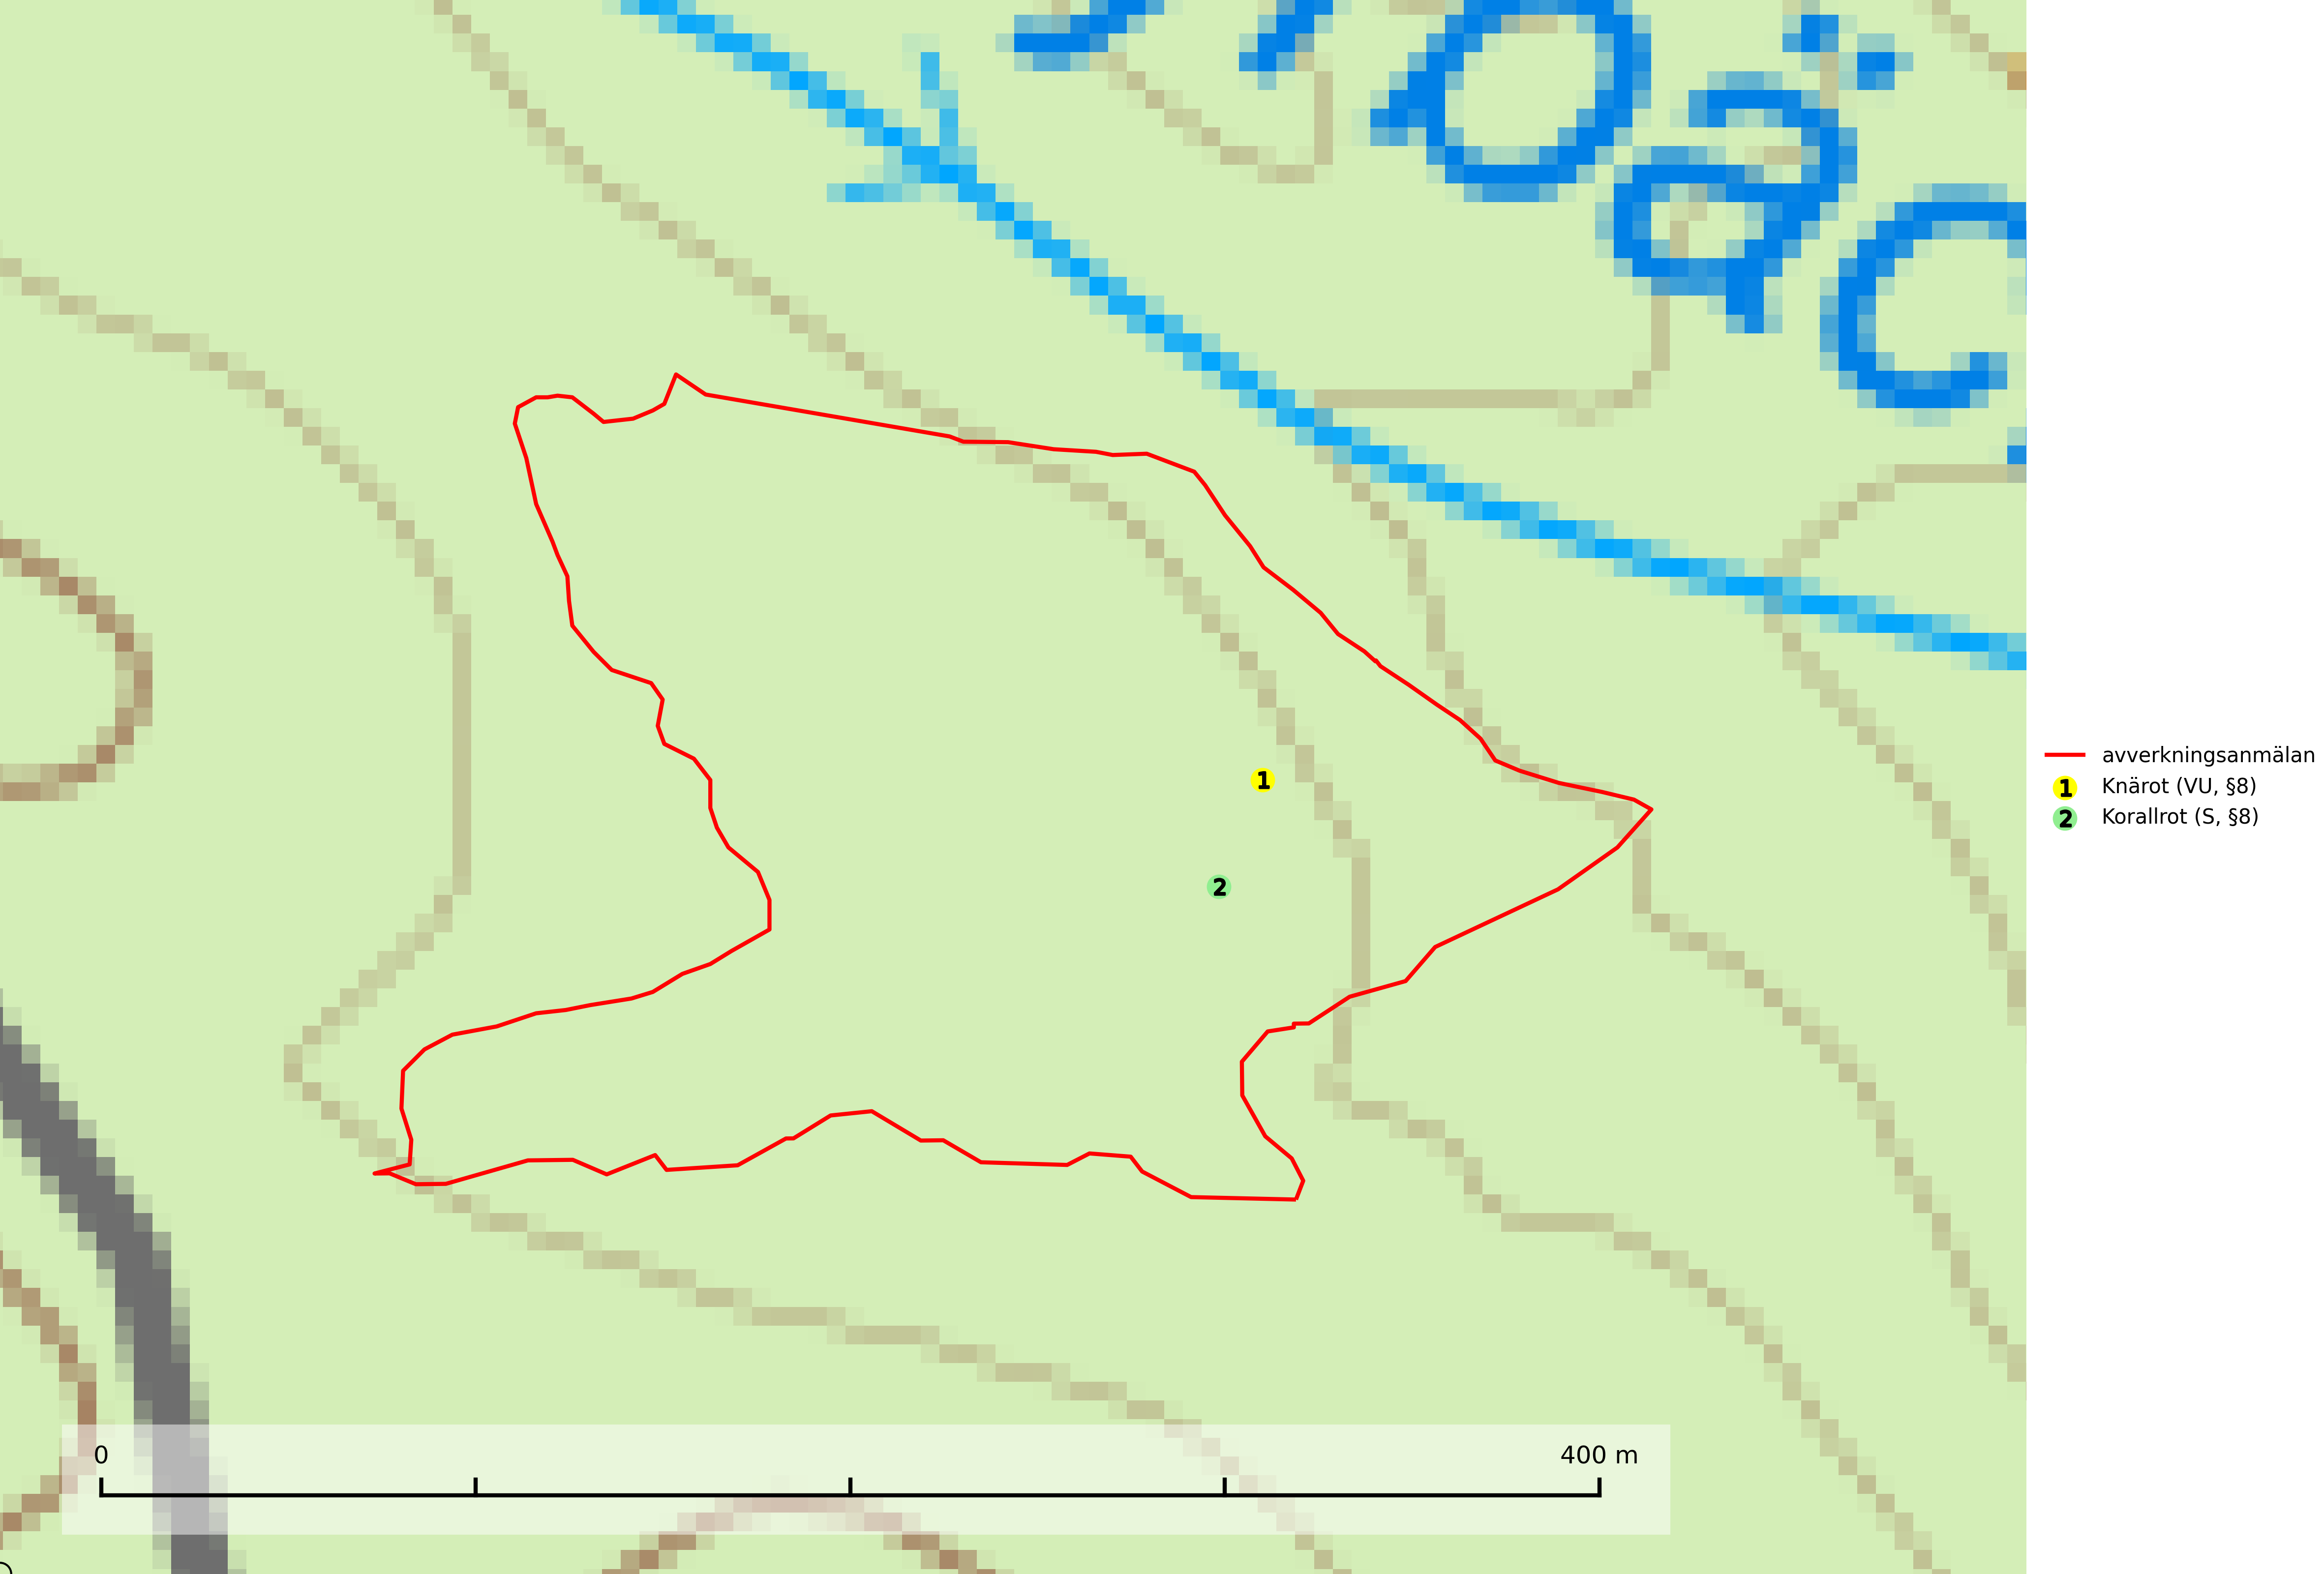 avverkningsanmälan
1 Knärot (VU, §8)
2 Korallrot (S, §8)
1
2
0 400 m